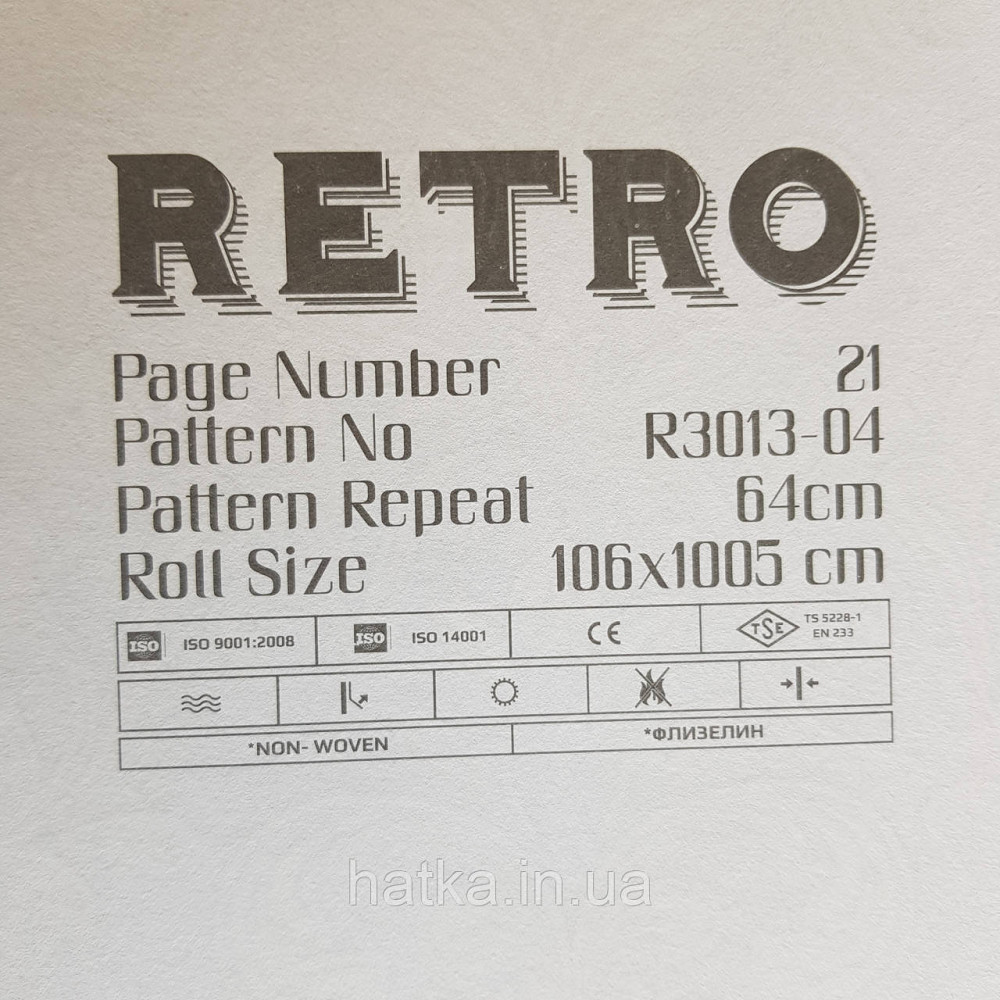 RETRO
Page Number 21
Pattern No R3013-04
Pattern Repeat 64cm
Roll Size 106x1005 cm
ISO ISO 9001:2008 ISO ISO 14001 CE TSE TS 5228-1
EN 233
*NON- WOVEN *ФЛИЗЕЛИН
hatka.in.ua